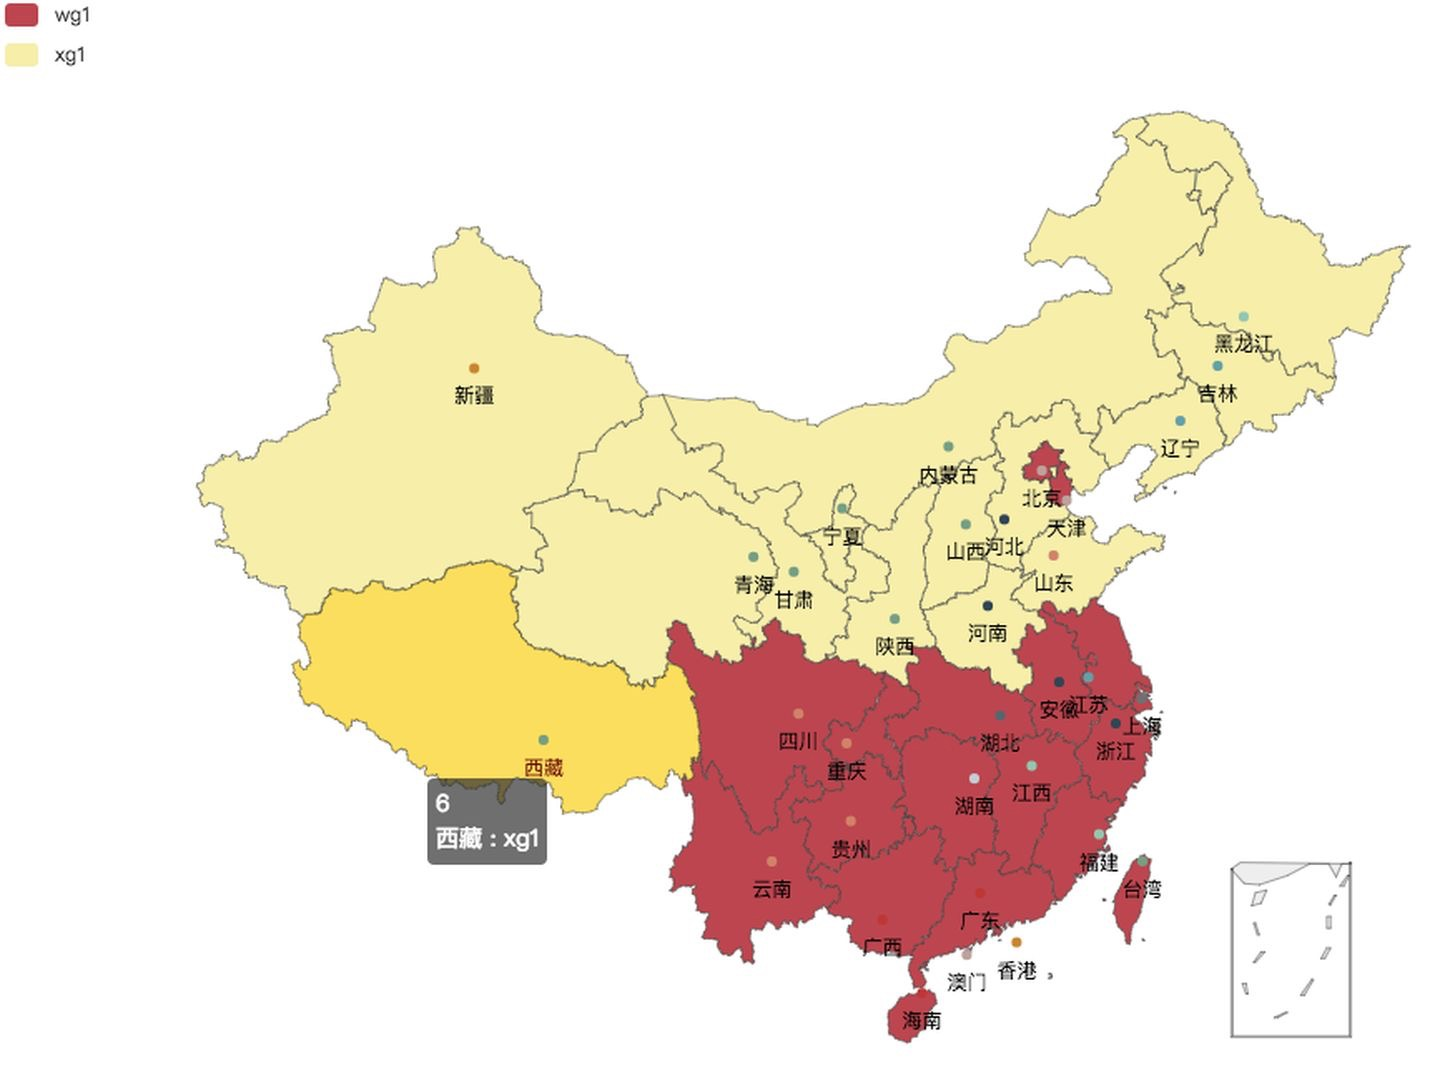 wg1
xg1
黑龙江
吉林
新疆
辽宁
内蒙古
北京
天津
宁夏
山西
河北
青海
甘肃
山东
河南
陕西
安徽
江苏
上海
四川
湖北
浙江
西藏
重庆
江西
6
湖南
西藏：xg1
贵州
福建
云南
台湾
广东
广西
香港
澳门
海南